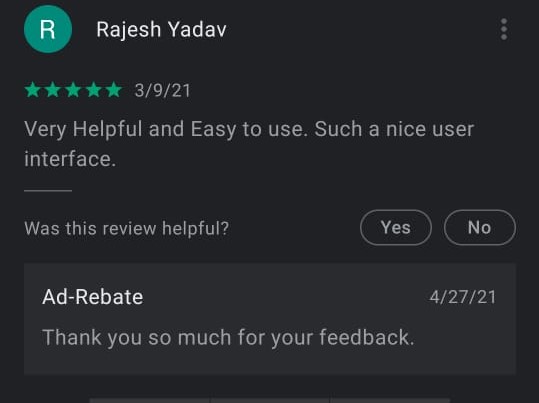 R
Rajesh Yadav
3/9/21
Very Helpful and Easy to use. Such a nice user
interface.
Was this review helpful?
Yes
No
Ad-Rebate
4/27/21
Thank you so much for your feedback.